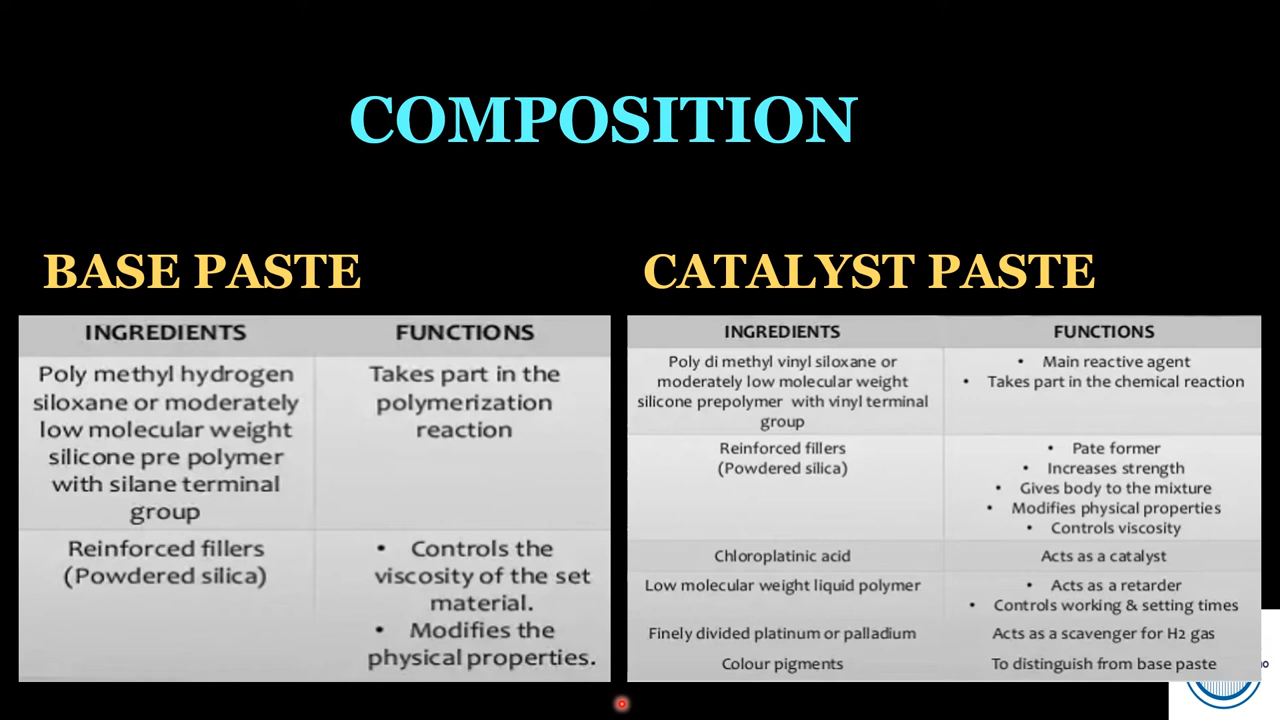 COMPOSITION
BASE PASTE
INGREDIENTS FUNCTIONS
Poly methyl hydrogen
siloxane or moderately
low molecular weight
silicone pre polymer
with silane terminal
group
Takes part in the
polymerization
reaction
Reinforced fillers
(Powdered silica)
• Controls the
viscosity of the set
material.
• Modifies the
physical properties.
CATALYST PASTE
INGREDIENTS FUNCTIONS
Poly di methyl vinyl siloxane or
moderately low molecular weight
silicone prepolymer with vinyl terminal
group
• Main reactive agent
• Takes part in the chemical reaction
Reinforced fillers
(Powdered silica)
• Pate former
• Increases strength
• Gives body to the mixture
• Modifies physical properties
• Controls viscosity
Chloroplatinic acid
Acts as a catalyst
Low molecular weight liquid polymer
• Acts as a retarder
• Controls working & setting times
Finely divided platinum or palladium
Acts as a scavenger for H2 gas
Colour pigments
To distinguish from base paste